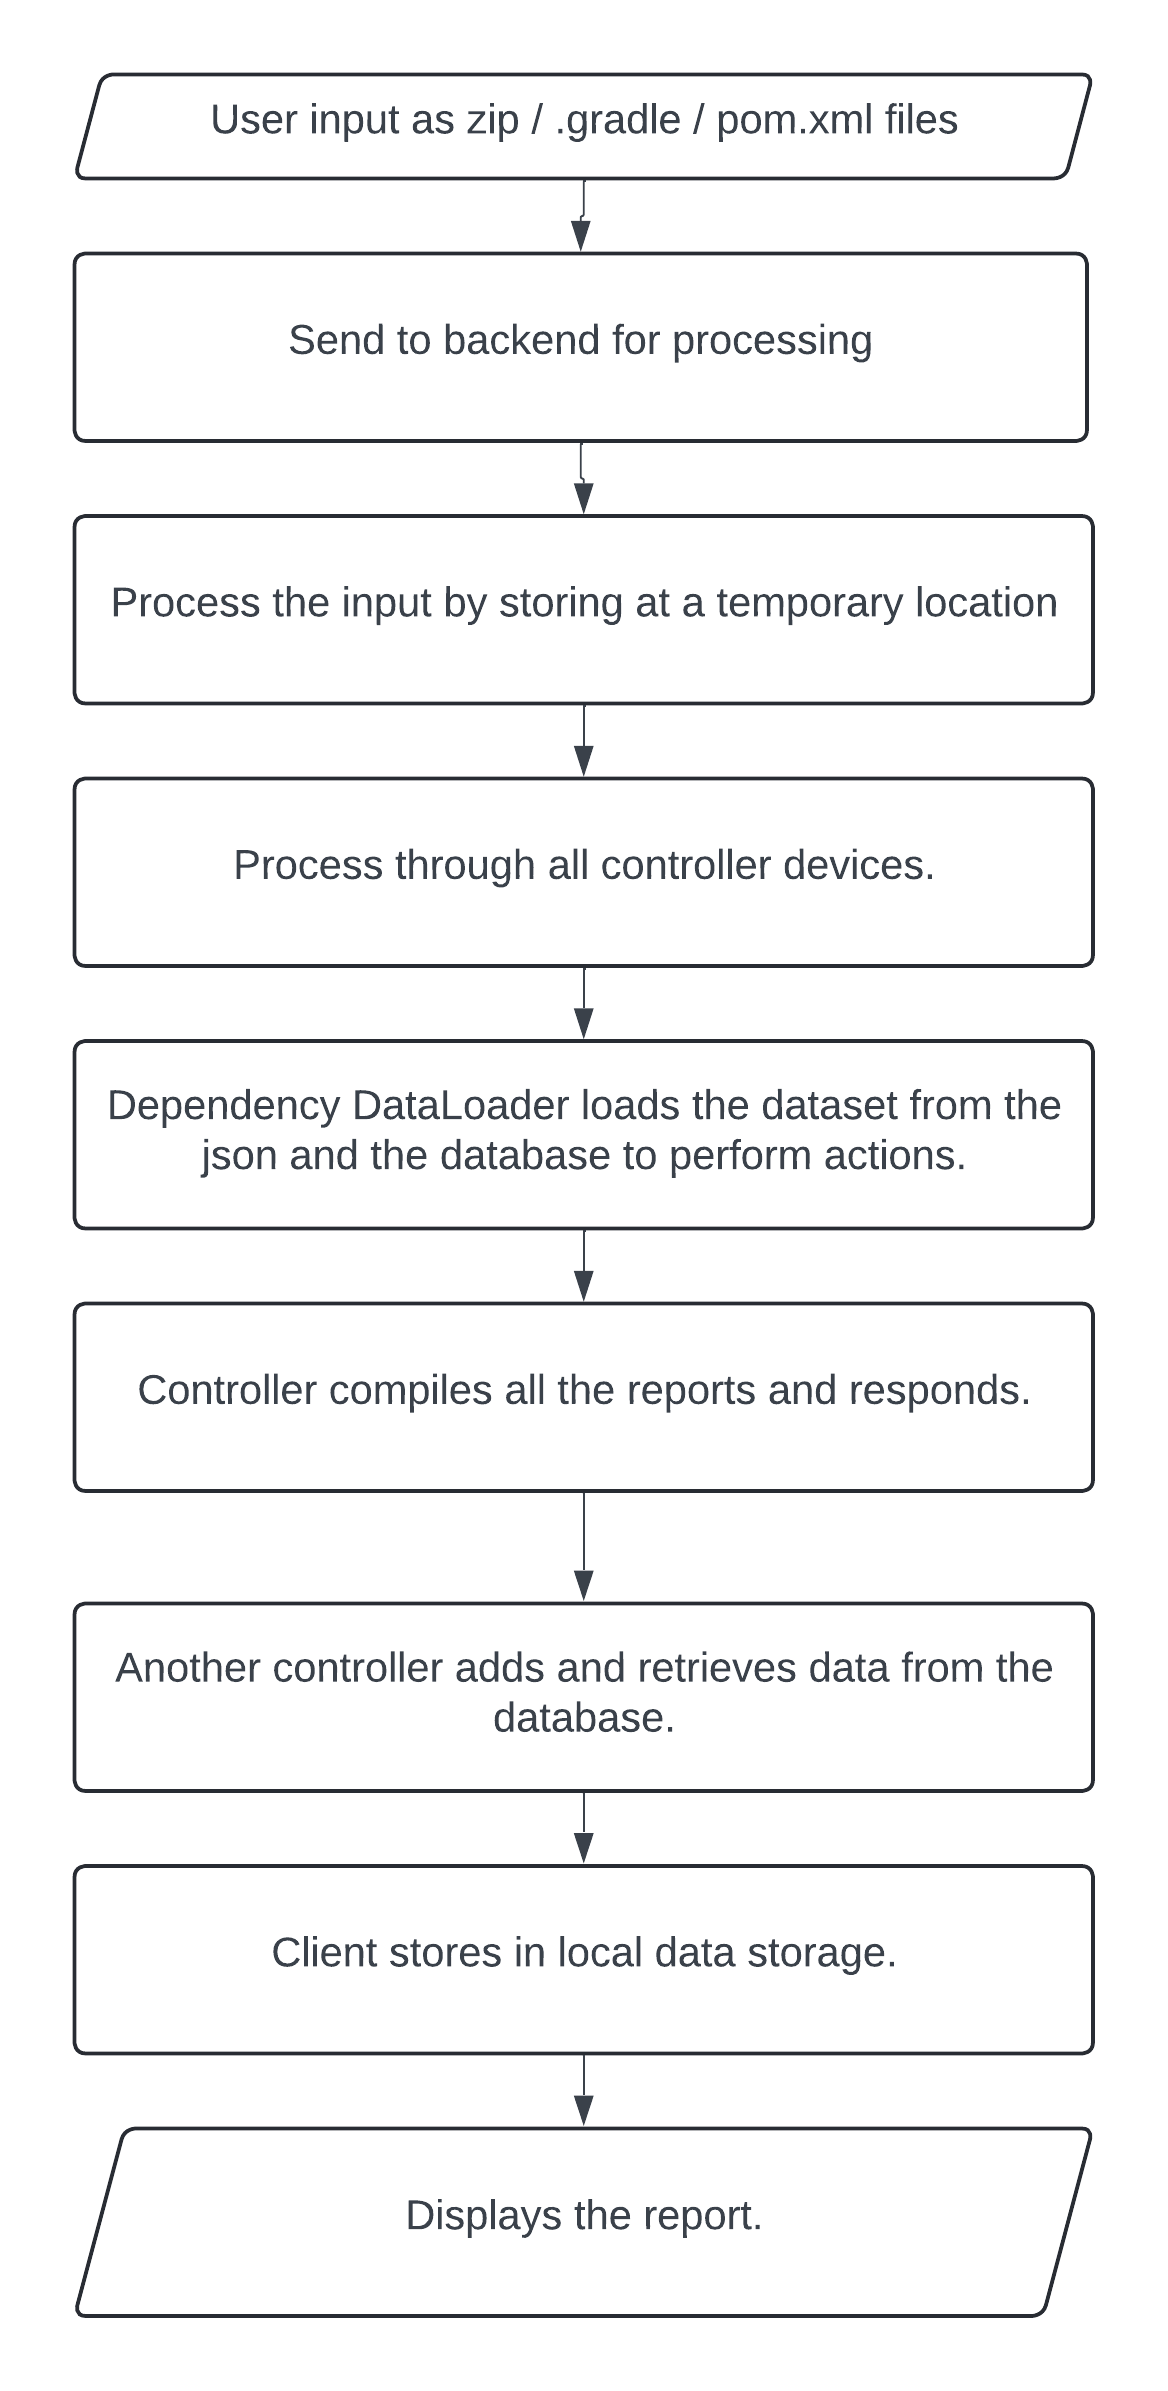 User input as zip / .gradle / pom.xml files
Send to backend for processing
Process the input by storing at a temporary location
Process through all controller devices.
Dependency DataLoader loads the dataset from the
json and the database to perform actions.
Controller compiles all the reports and responds.
Another controller adds and retrieves data from the
database.
Client stores in local data storage.
Displays the report.